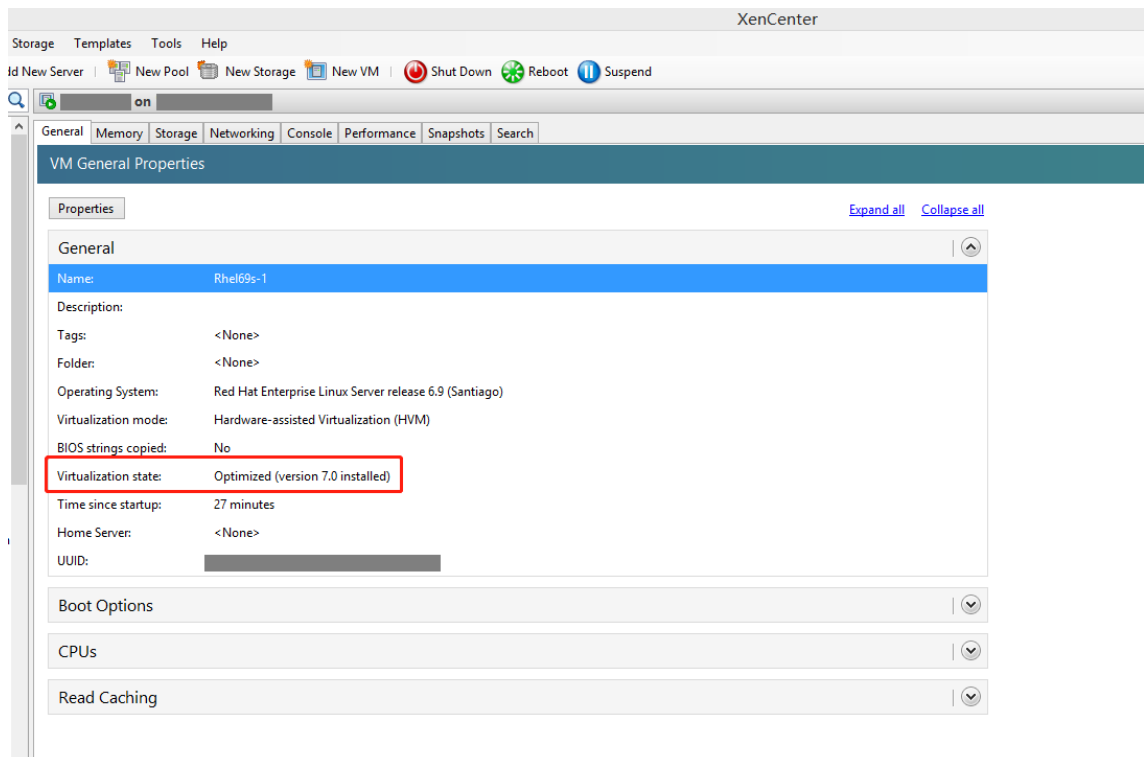 XenCenter
Storage Templates Tools Help
dd New Server New Pool New Storage New VM Shut Down Reboot Suspend
on
General Memory Storage Networking Console Performance Snapshots Search
VM General Properties
Properties Expand all Collapse all
General
Name: Rhel69s-1
Description:
Tags: <None>
Folder: <None>
Operating System: Red Hat Enterprise Linux Server release 6.9 (Santiago)
Virtualization mode: Hardware-assisted Virtualization (HVM)
BIOS strings copied: No
Virtualization state: Optimized (version 7.0 installed)
Time since startup: 27 minutes
Home Server: <None>
UUID:
Boot Options
CPUs
Read Caching